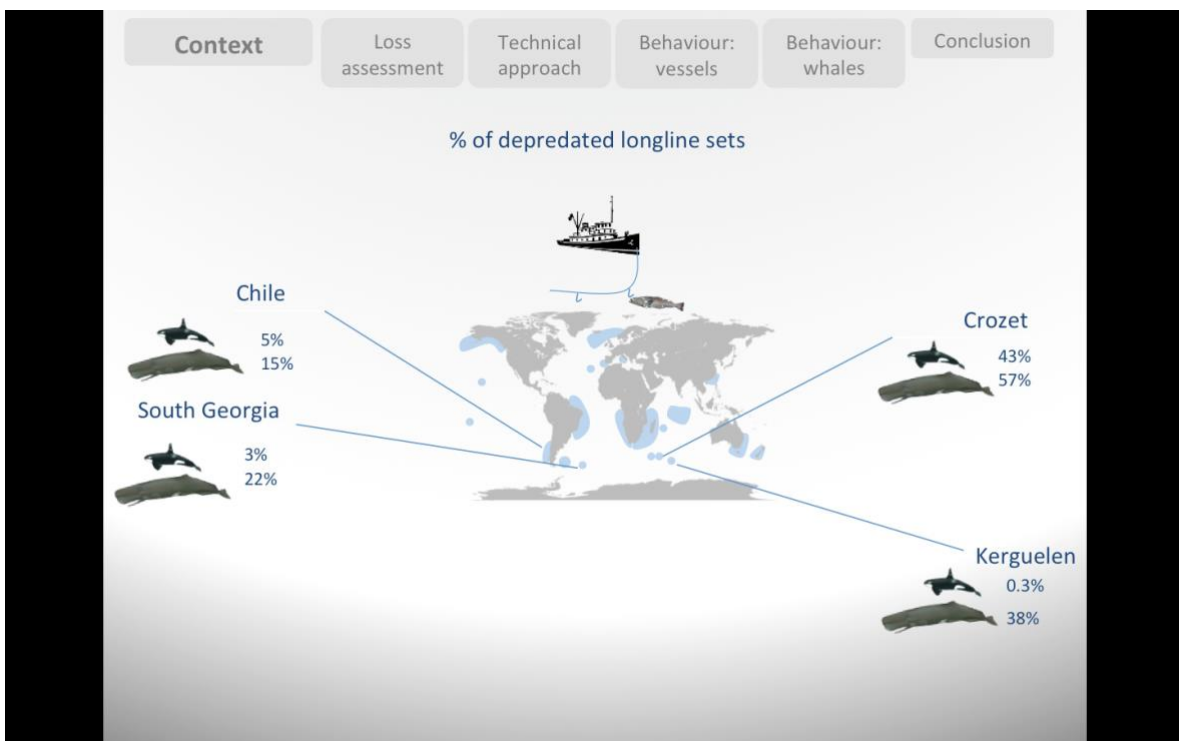 Context
Loss
assessment
Technical
approach
Behaviour:
vessels
Behaviour:
whales
Conclusion
% of depredated longline sets
Chile
5%
15%
South Georgia
3%
22%
Crozet
43%
57%
Kerguelen
0.3%
38%